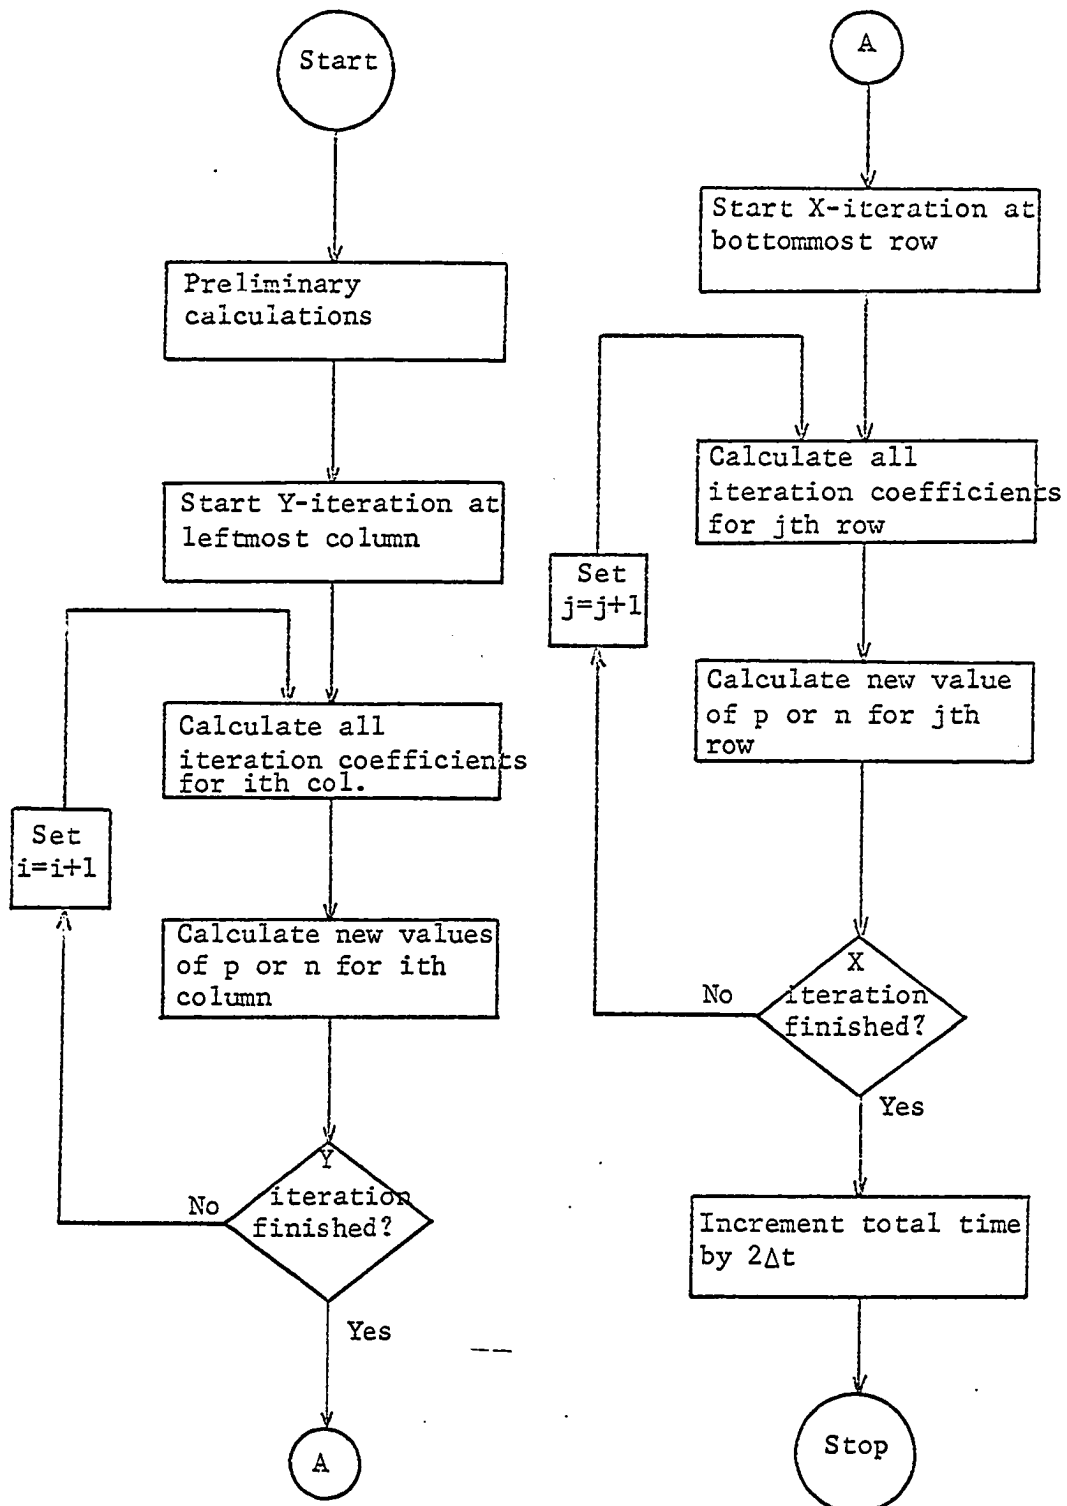 Start
Preliminary
calculations
Start Y-iteration at
leftmost column
Calculate all
iteration coefficients
for ith col.
Set
i=i+1
Calculate new values
of p or n for ith
column
Y
iteration
finished?
No
Yes
A
A
Start X-iteration at
bottommost row
Calculate all
iteration coefficients
for jth row
Set
j=j+1
Calculate new value
of p or n for jth
row
X
iteration
finished?
No
Yes
Increment total time
by 2Δt
Stop